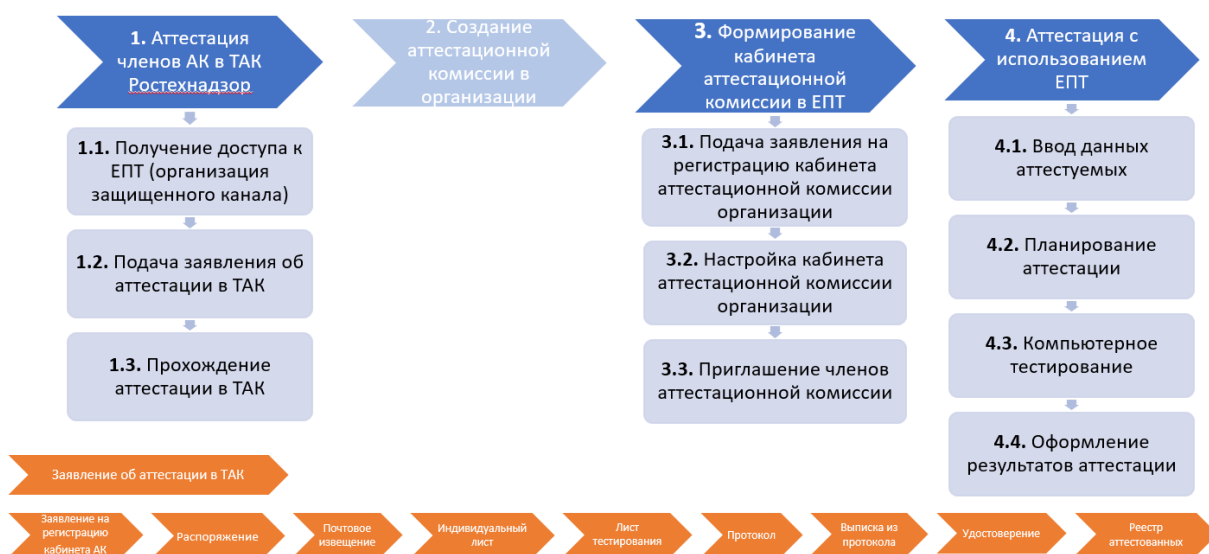 1. Аттестация
членов АК в ТАК
Ростехнадзор
2. Создание
аттестационной
комиссии в
организации
3. Формирование
кабинета
аттестационной
комиссии в ЕПТ
4. Аттестация с
использованием
ЕПТ
1.1. Получение доступа к
ЕПТ (организация
защищенного канала)
1.2. Подача заявления об
аттестации в ТАК
1.3. Прохождение
аттестации в ТАК
3.1. Подача заявления на
регистрацию кабинета
аттестационной комиссии
организации
3.2. Настройка кабинета
аттестационной комиссии
организации
3.3. Приглашение членов
аттестационной комиссии
4.1. Ввод данных
аттестуемых
4.2. Планирование
аттестации
4.3. Компьютерное
тестирование
4.4. Оформление
результатов аттестации
Заявление об аттестации в ТАК
Заявление на
регистрацию
кабинета АК
Распоряжение
Почтовое
извещение
Индивидуальный
лист
Лист
тестирования
Протокол
Выписка из
протокола
Удостоверение
Реестр
аттестованных